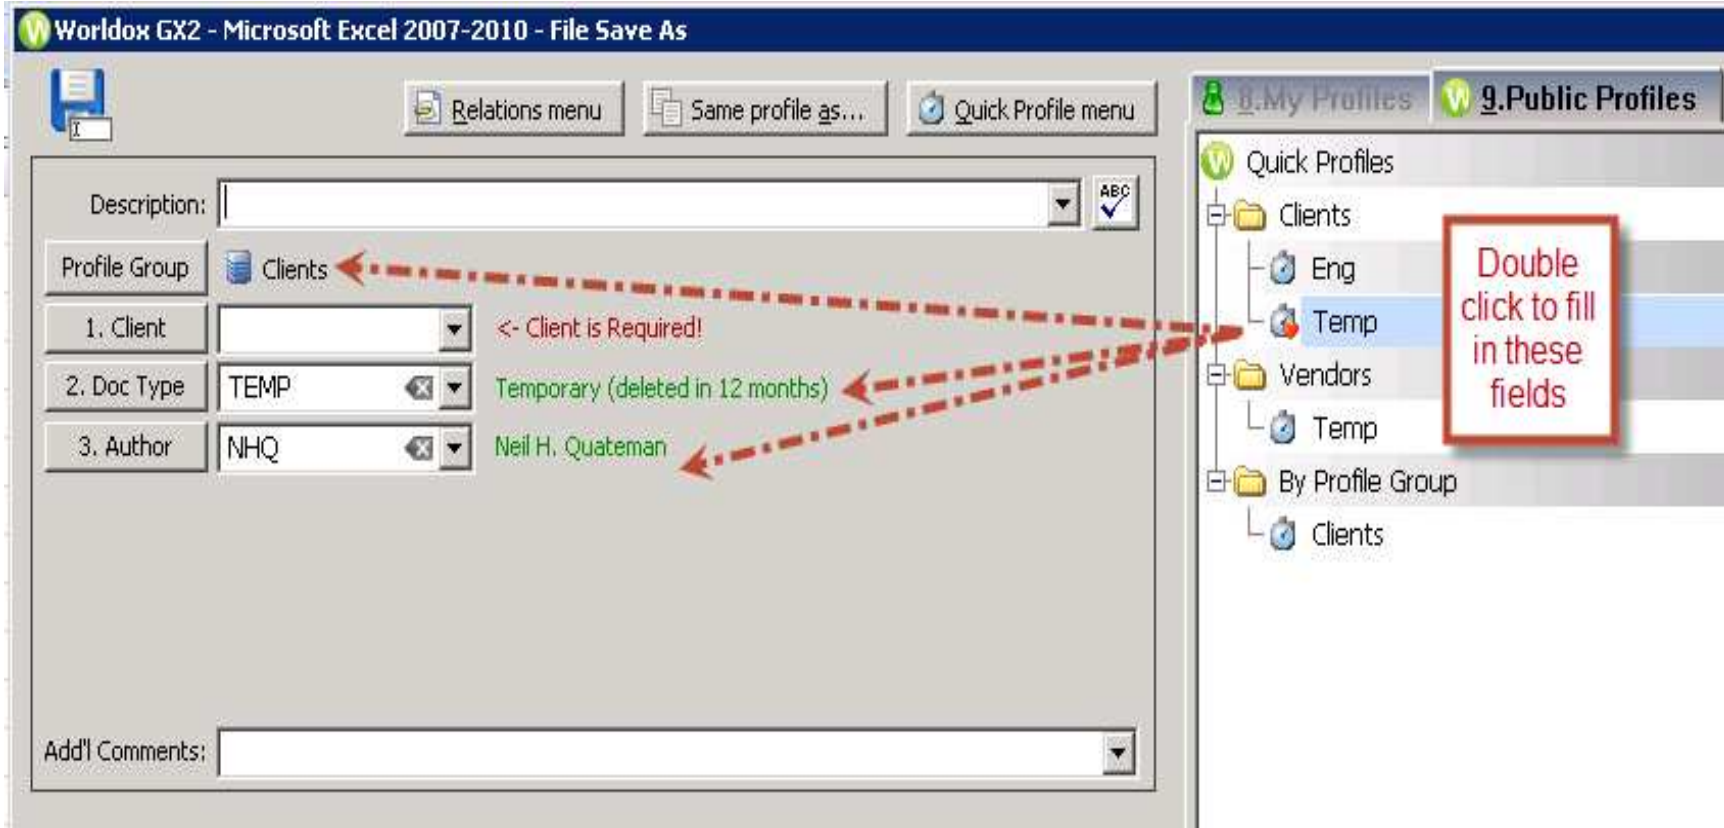 Worldox GX2 - Microsoft Excel 2007-2010 - File Save As
Relations menu
Same profile as...
Quick Profile menu
Description:
ABC
Profile Group
Clients
1. Client
<- Client is Required!
2. Doc Type
TEMP
Temporary (deleted in 12 months)
3. Author
NHQ
Neil H. Quateman
Add'l Comments:
8.My Profiles
9.Public Profiles
Quick Profiles
Clients
Eng
Temp
Vendors
Temp
By Profile Group
Clients
Double
click to fill
in these
fields